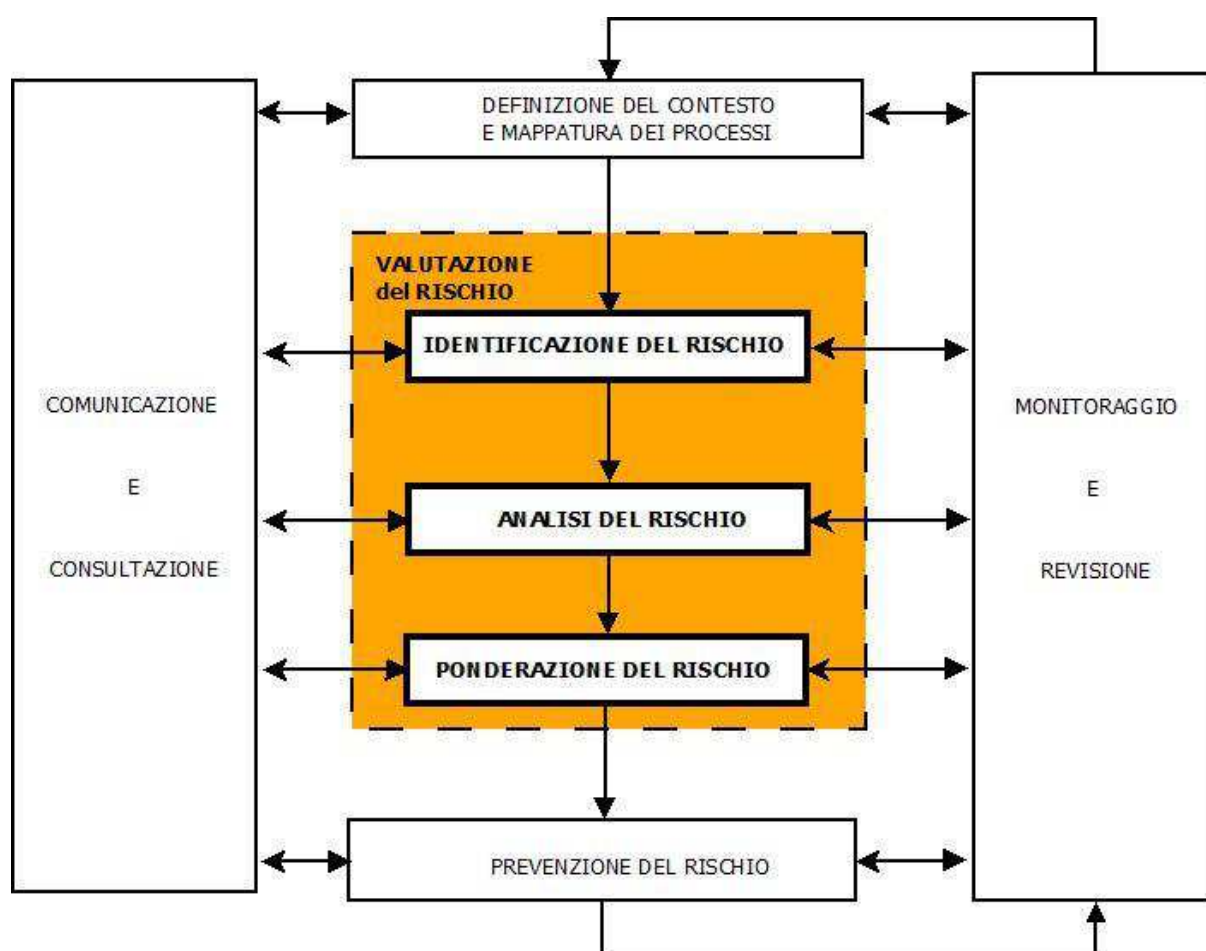 DEFINIZIONE DEL CONTESTO
E MAPPATURA DEI PROCESSI
VALUTAZIONE
del RISCHIO
IDENTIFICAZIONE DEL RISCHIO
COMUNICAZIONE
E
CONSULTAZIONE
MONITORAGGIO
E
REVISIONE
ANALISI DEL RISCHIO
PONDERAZIONE DEL RISCHIO
PREVENZIONE DEL RISCHIO